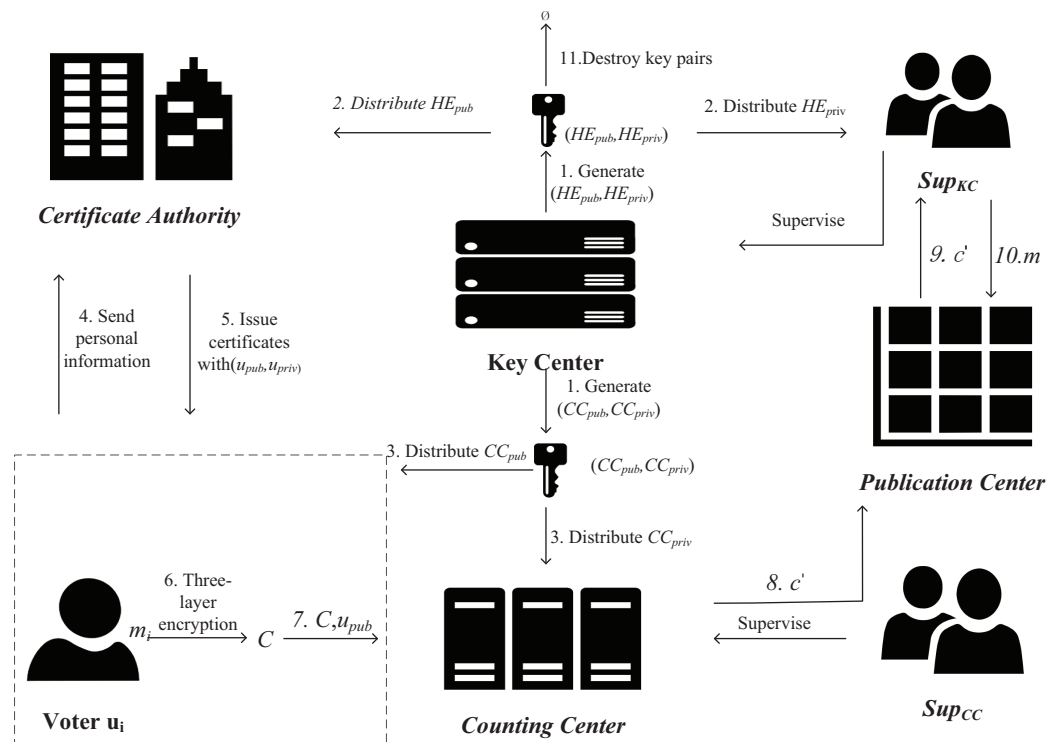 ∅
11.Destroy key pairs
2. Distribute HEpub
2. Distribute HEpriv
(HEpub,HEpriv)
1. Generate
(HEpub,HEpriv)
SupKC
Certificate Authority
Supervise
9. c'
10.m
4. Send
personal
information
5. Issue
certificates
with(upub,upriv)
Key Center
1. Generate
(CCpub,CCpriv)
3. Distribute CCpub
(CCpub,CCpriv)
Publication Center
3. Distribute CCpriv
6. Three-
layer
encryption
mi
C
7. C,upub
8. c'
Supervise
Voter ui
Counting Center
SupCC